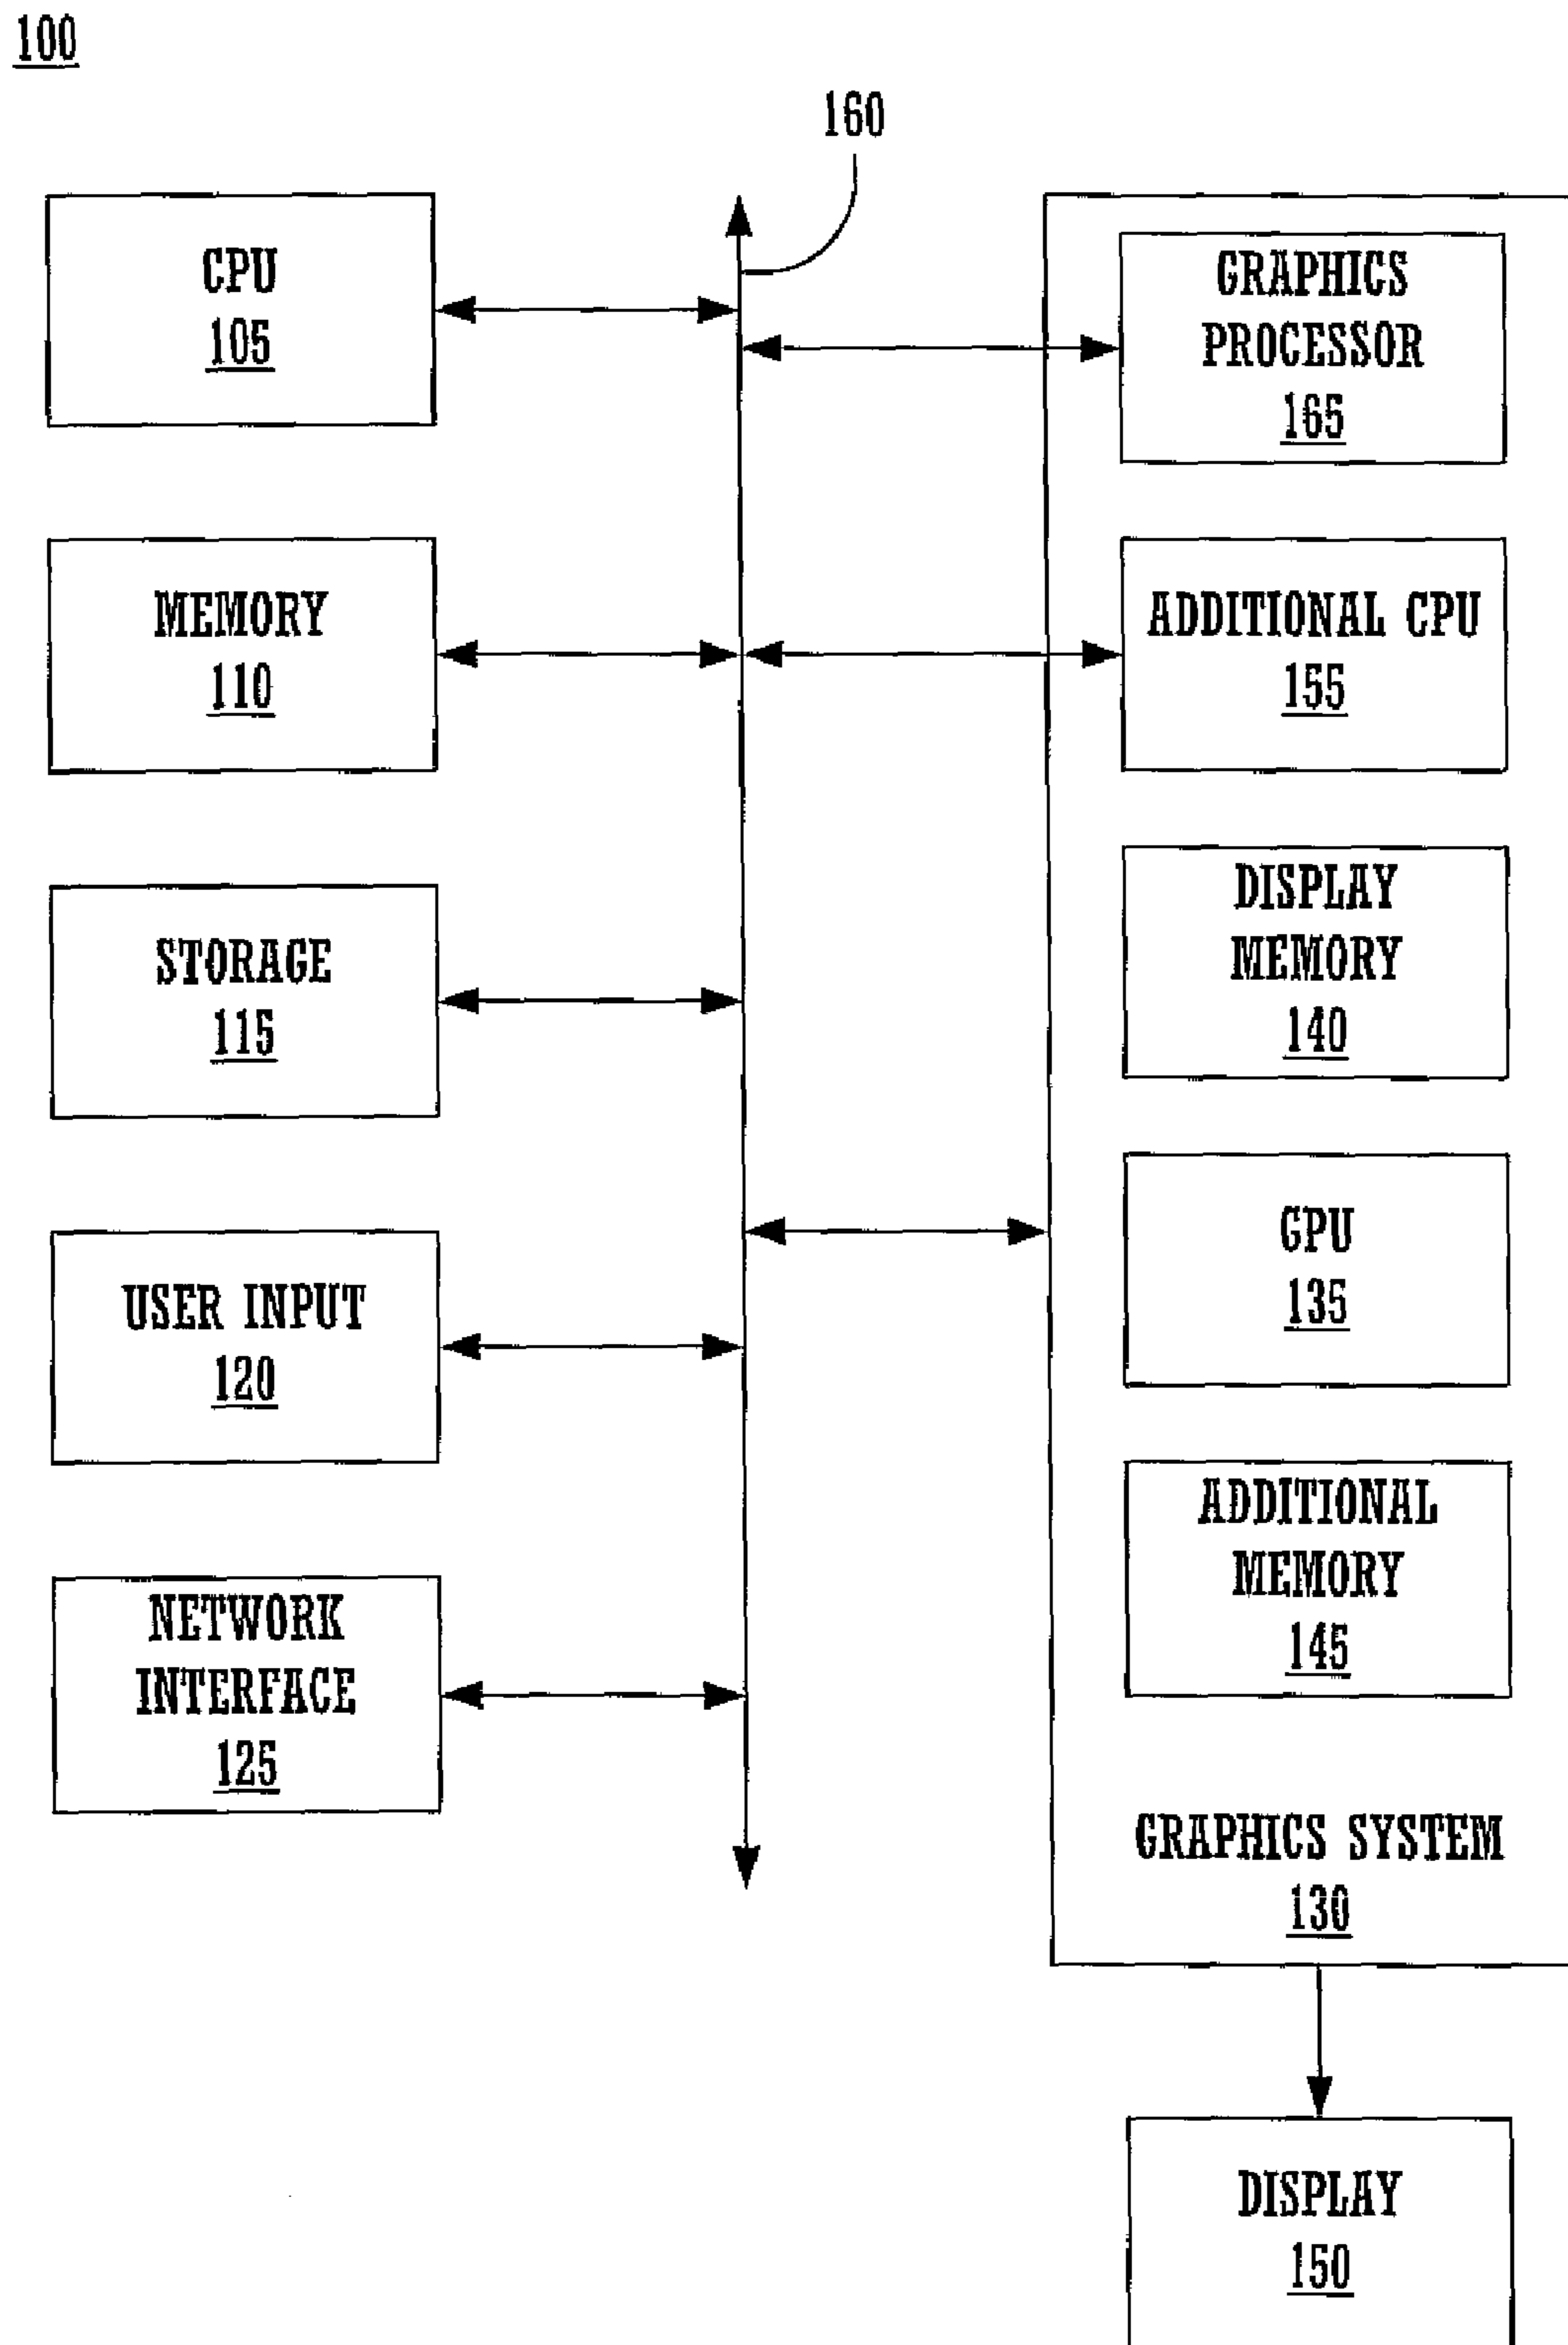 100
160
CPU
105
MEMORY
110
STORAGE
115
USER INPUT
120
NETWORK
INTERFACE
125
GRAPHICS
PROCESSOR
165
ADDITIONAL CPU
155
DISPLAY
MEMORY
140
GPU
135
ADDITIONAL
MEMORY
145
GRAPHICS SYSTEM
130
DISPLAY
150